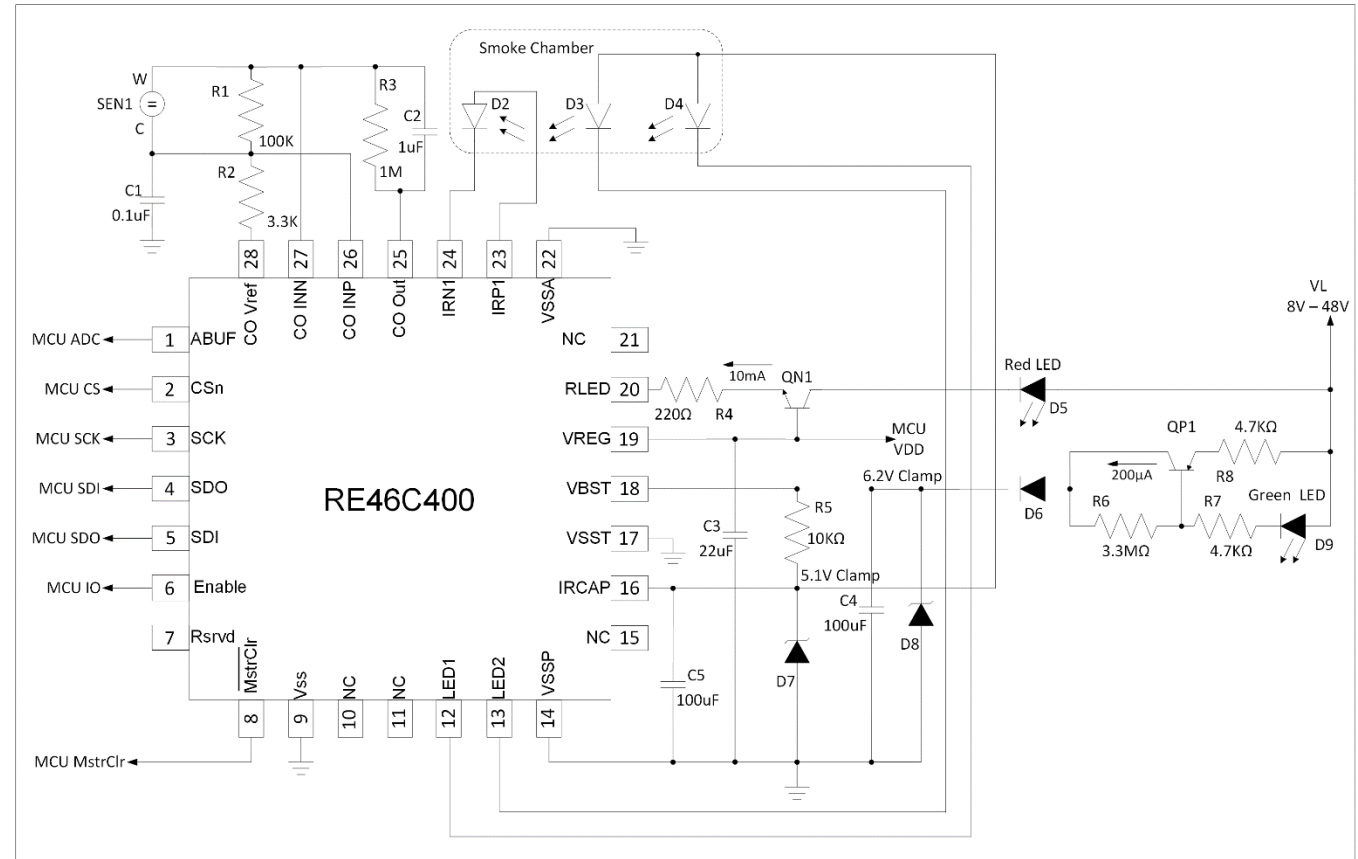 Smoke Chamber
W
SEN1
=
C
R1
100K
R2
3.3K
C1
0.1uF
R3
1M
C2
1uF
D2
D3
D4
28
27
26
25
24
23
22
CO Vref
CO INN
CO INP
CO Out
IRN1
IRP1
VSSA
VL
8V – 48V
MCU ADC
1
ABUF
MCU CS
2
CSn
MCU SCK
3
SCK
MCU SDI
4
SDO
MCU SDO
5
SDI
MCU IO
6
Enable
7
Rsrvd
RE46C400
NC
21
RLED
20
VREG
19
VBST
18
VSST
17
IRCAP
16
NC
15
220Ω
R4
10mA
QN1
Red LED
D5
MCU
VDD
6.2V Clamp
QP1
4.7KΩ
R8
200µA
D6
R6
3.3MΩ
R7
4.7KΩ
Green LED
D9
R5
10KΩ
C3
22uF
5.1V Clamp
C4
100uF
D8
D7
C5
100uF
MstrClr
Vss
NC
NC
LED1
LED2
VSSP
8
9
10
11
12
13
14
MCU MstrClr